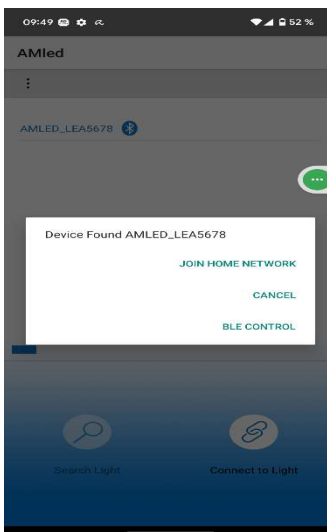 09:49 52 %
AMled
AMLED_LEA5678
Device Found AMLED_LEA5678
JOIN HOME NETWORK
CANCEL
BLE CONTROL
Search Light Connect to Light